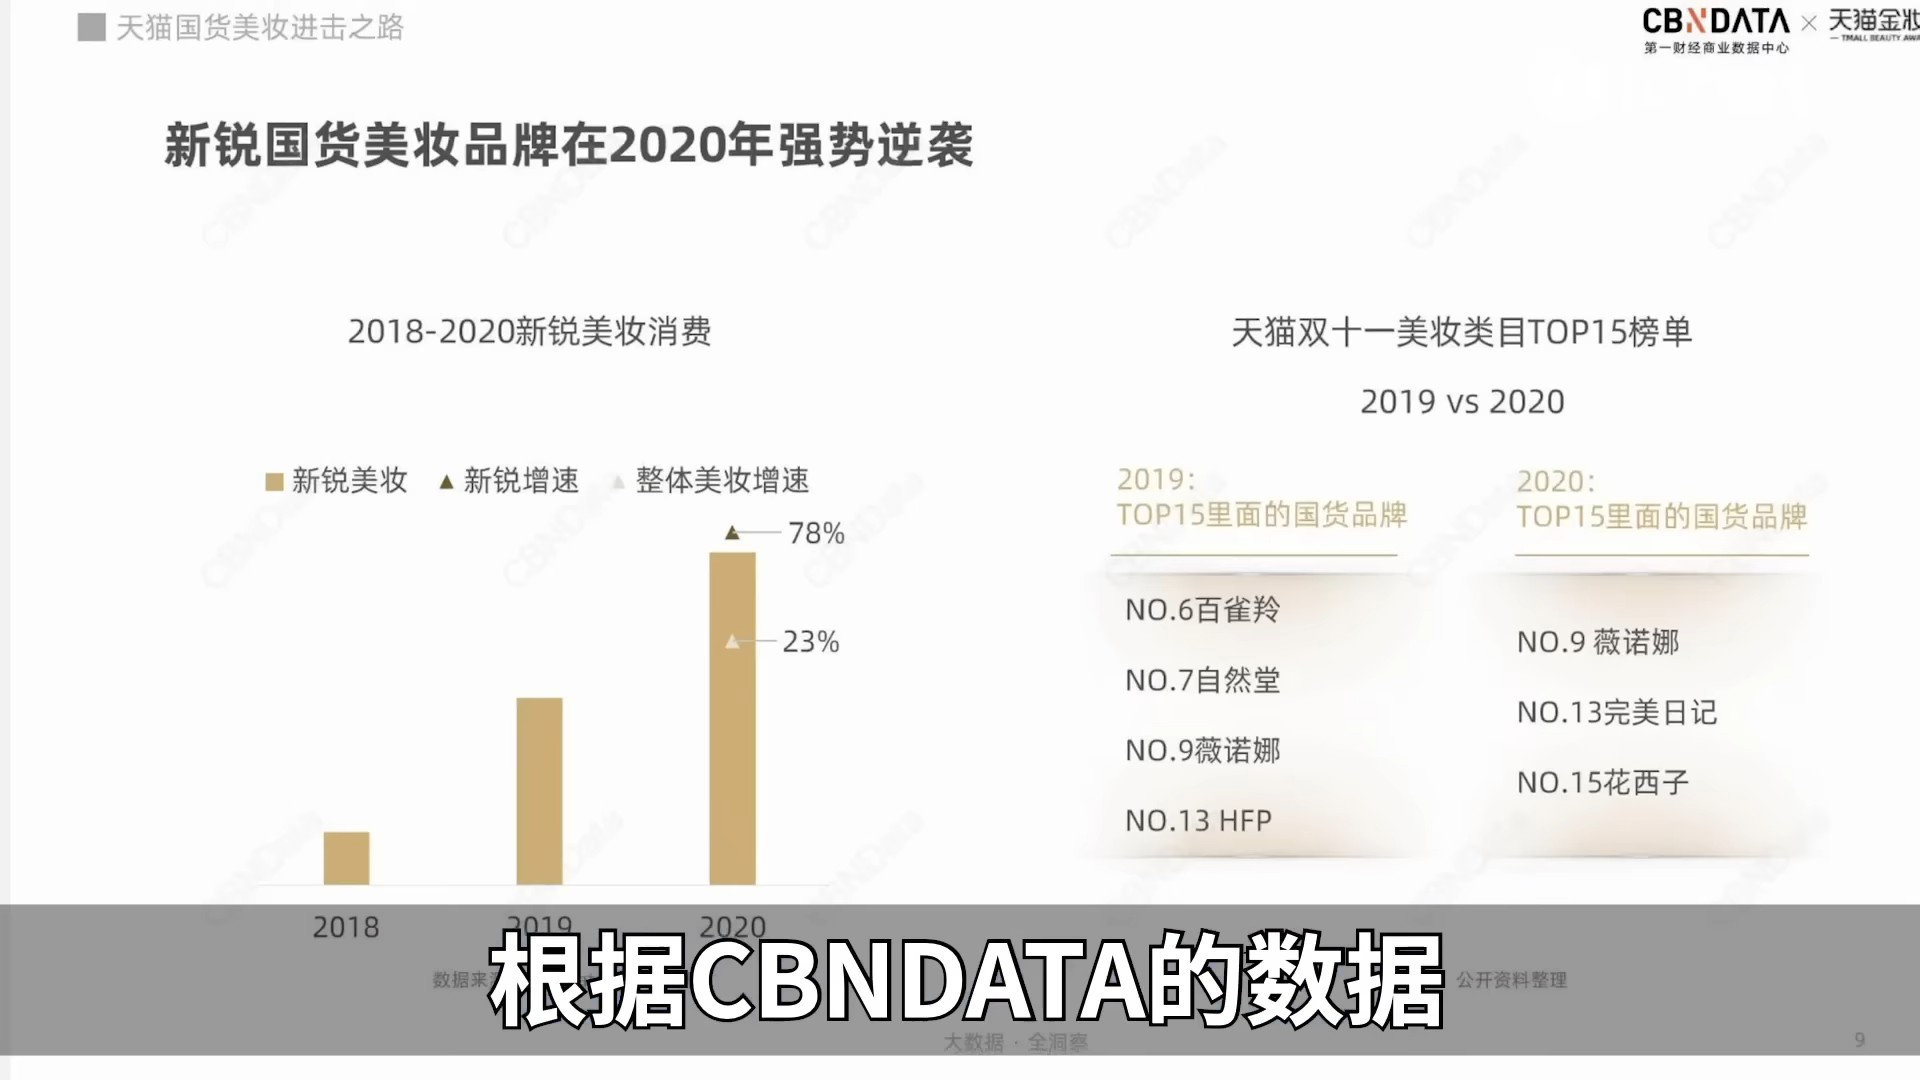 天猫国货美妆进击之路
CBNDATA × 天猫金妆
第一财经商业数据中心
TMALL BEAUTY AWA
新锐国货美妆品牌在2020年强势逆袭
2018-2020新锐美妆消费
新锐美妆 新锐增速 整体美妆增速
78%
23%
2018 2019 2020
天猫双十一美妆类目TOP15榜单
2019 vs 2020
2019：
TOP15里面的国货品牌
NO.6百雀羚
NO.7自然堂
NO.9薇诺娜
NO.13 HFP
2020：
TOP15里面的国货品牌
NO.9 薇诺娜
NO.13完美日记
NO.15花西子
数据来
公开资料整理
根据CBNDATA的数据
大数据 · 全洞察
9
CBNData